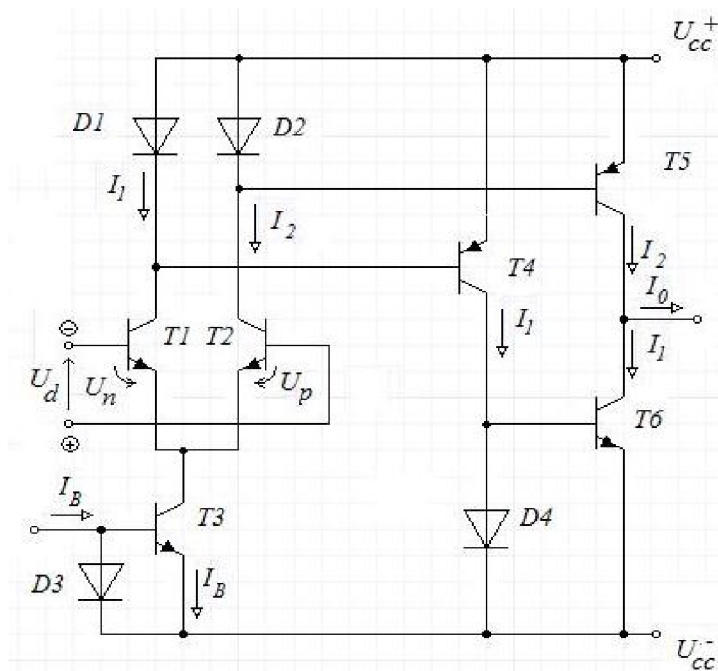 U_cc^+
D1
D2
T5
I_1
I_2
T4
I_2
I_0
⊖
T1
T2
I_1
I_1
U_d
U_n
U_p
⊕
T6
I_B
T3
D4
D3
I_B
U_cc^-